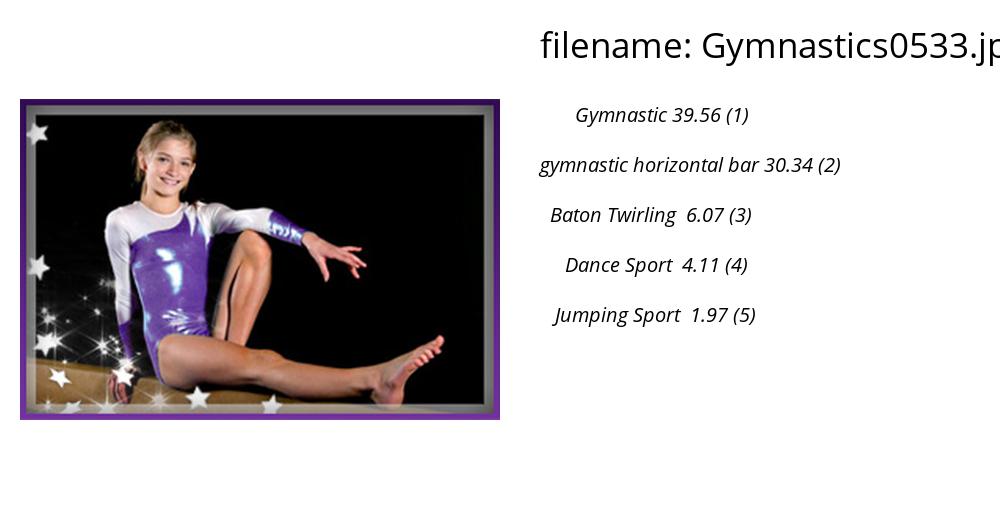 filename: Gymnastics0533.jp
Gymnastic 39.56 (1)
gymnastic horizontal bar 30.34 (2)
Baton Twirling 6.07 (3)
Dance Sport 4.11 (4)
Jumping Sport 1.97 (5)